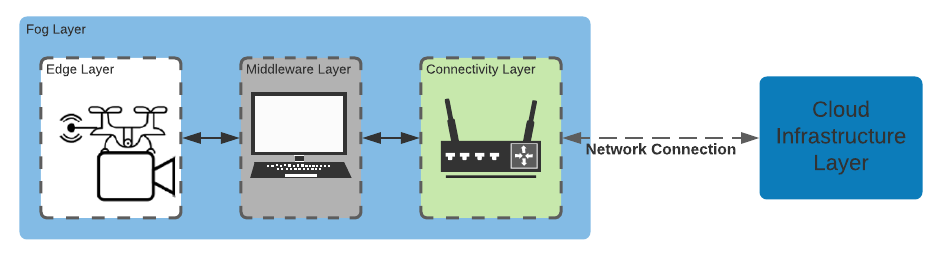 Fog Layer
Edge Layer
Middleware Layer
Connectivity Layer
Network Connection
Cloud
Infrastructure
Layer